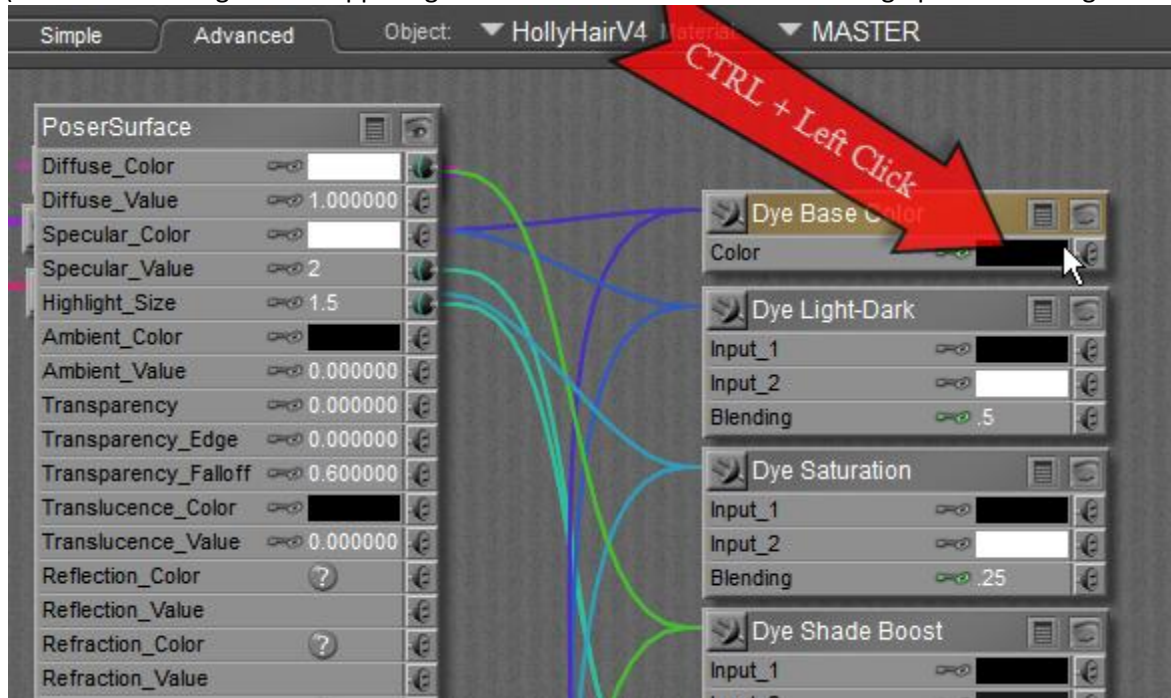 Simple Advanced Object: HollyHairV4 MASTER
CTRL + Left Click
PoserSurface
Diffuse_Color
Diffuse_Value 1.000000
Specular_Color
Specular_Value 2
Highlight_Size 1.5
Ambient_Color
Ambient_Value 0.000000
Transparency 0.000000
Transparency_Edge 0.000000
Transparency_Falloff 0.600000
Translucence_Color
Translucence_Value 0.000000
Reflection_Color ?
Reflection_Value
Refraction_Color ?
Refraction_Value
Dye Base Color
Color
Dye Light-Dark
Input_1
Input_2
Blending .5
Dye Saturation
Input_1
Input_2
Blending .25
Dye Shade Boost
Input_1